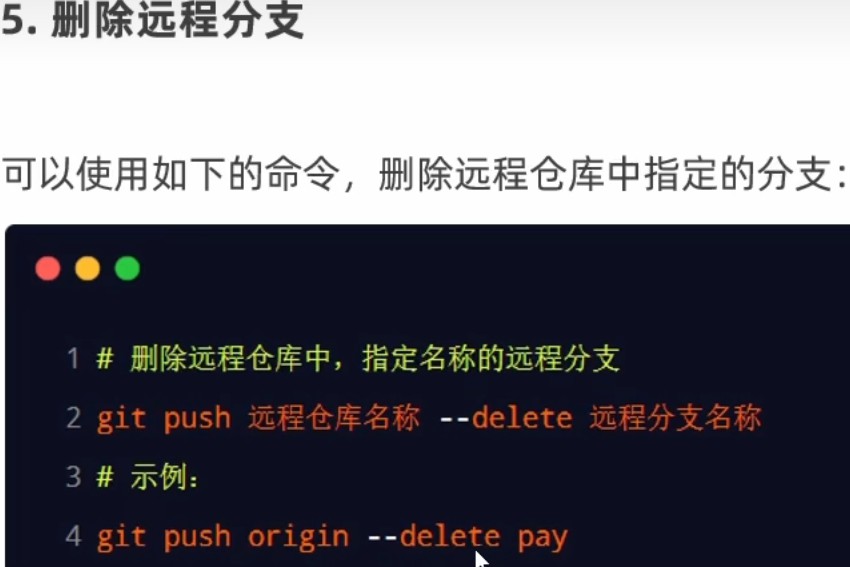 5. 删除远程分支
可以使用如下的命令，删除远程仓库中指定的分支：
1 # 删除远程仓库中，指定名称的远程分支
2 git push 远程仓库名称 --delete 远程分支名称
3 # 示例：
4 git push origin --delete pay